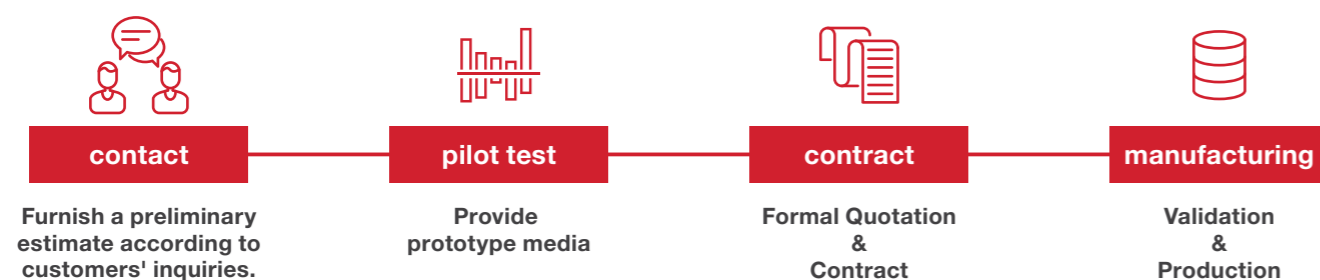 contact
pilot test
contract
manufacturing
Furnish a preliminary
estimate according to
customers' inquiries.
Provide
prototype media
Formal Quotation
&
Contract
Validation
&
Production